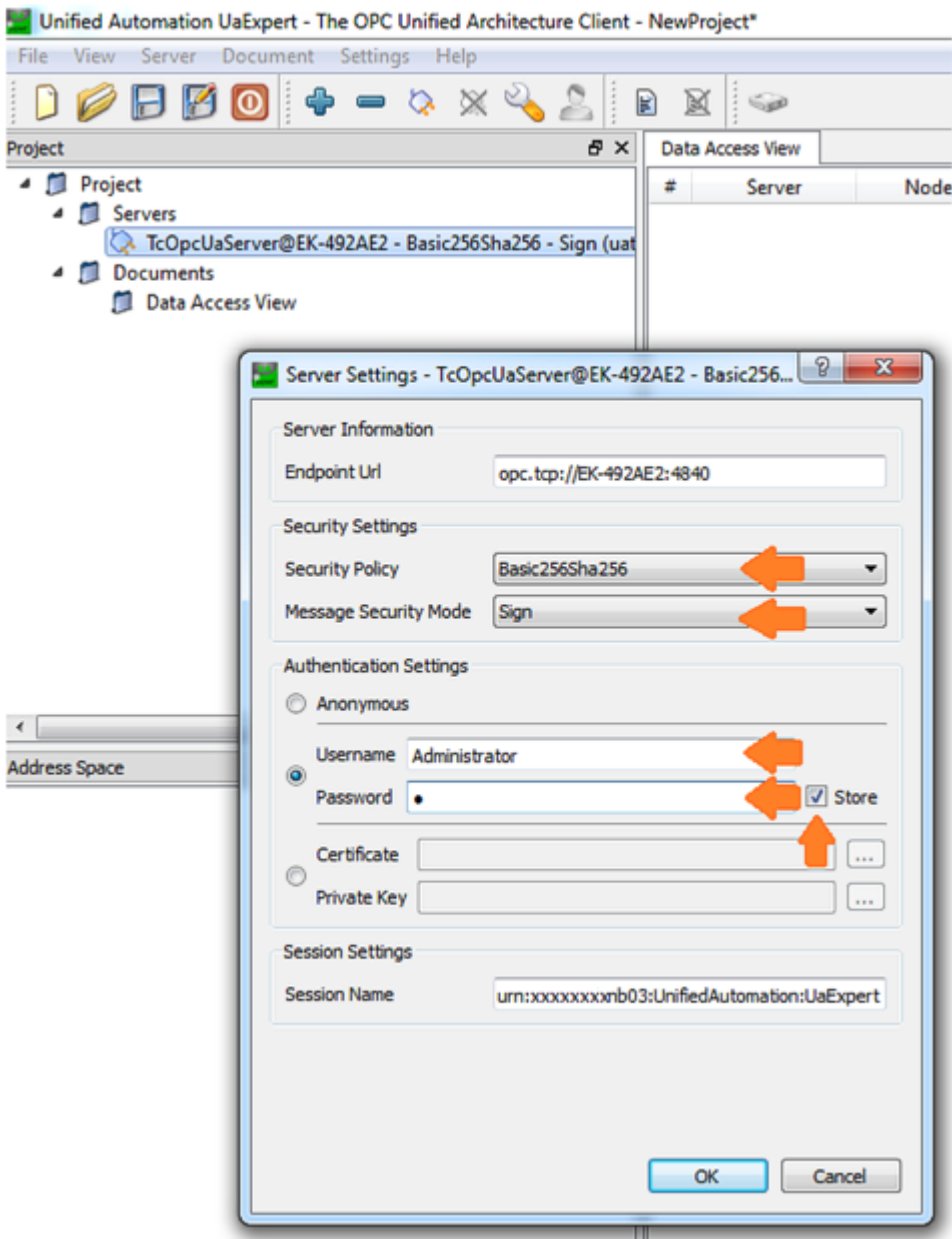 Unified Automation UaExpert - The OPC Unified Architecture Client - NewProject*
File View Server Document Settings Help
Project
Data Access View
Project
# Server Node
Servers
TcOpcUaServer@EK-492AE2 - Basic256Sha256 - Sign (uat
Documents
Data Access View
Server Settings - TcOpcUaServer@EK-492AE2 - Basic256...
Server Information
Endpoint Url opc.tcp://EK-492AE2:4840
Security Settings
Security Policy Basic256Sha256
Message Security Mode Sign
Authentication Settings
Anonymous
Username Administrator
Password ● Store
Certificate ...
Private Key ...
Address Space
Session Settings
Session Name urn:xxxxxxxxnb03:UnifiedAutomation:UaExpert
OK Cancel